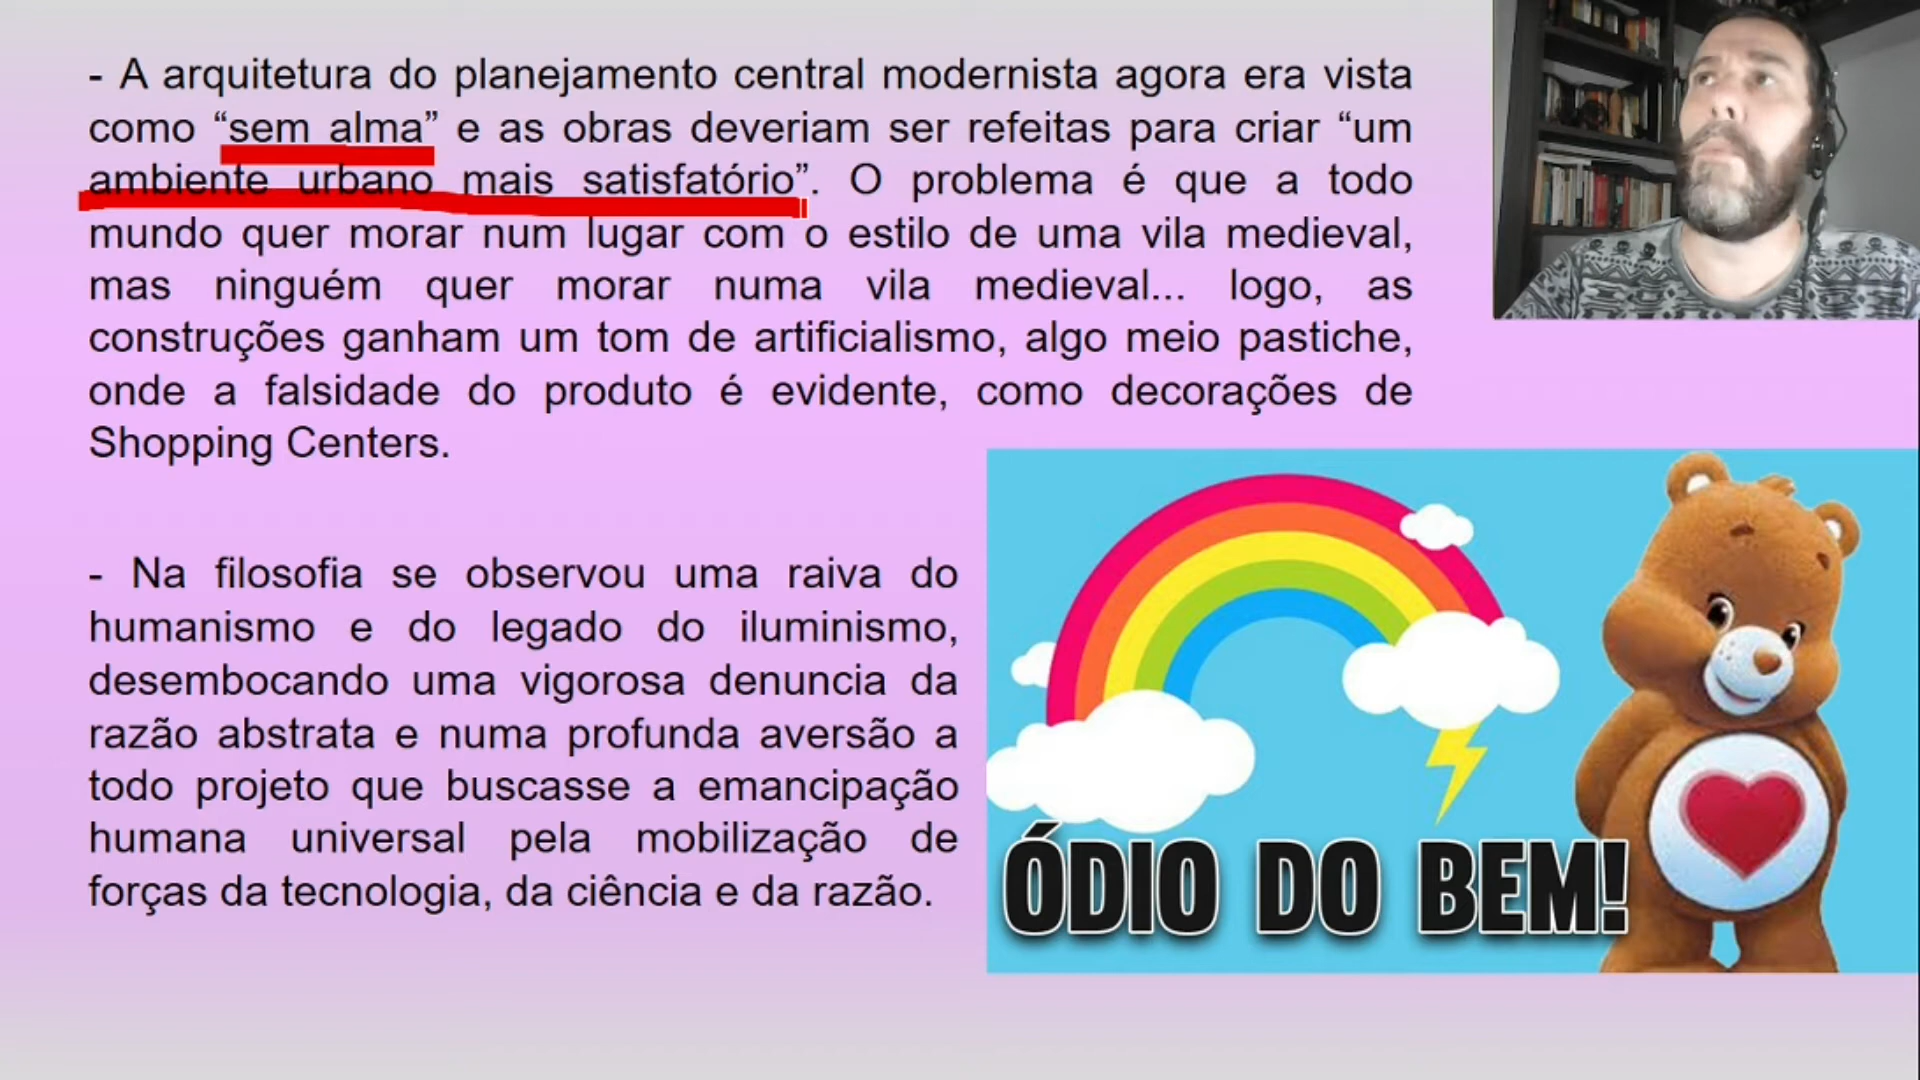 - A arquitetura do planejamento central modernista agora era vista
como “sem alma” e as obras deveriam ser refeitas para criar “um
ambiente urbano mais satisfatório”. O problema é que a todo
mundo quer morar num lugar com o estilo de uma vila medieval,
mas ninguém quer morar numa vila medieval... logo, as
construções ganham um tom de artificialismo, algo meio pastiche,
onde a falsidade do produto é evidente, como decorações de
Shopping Centers.
- Na filosofia se observou uma raiva do
humanismo e do legado do iluminismo,
desembocando uma vigorosa denuncia da
razão abstrata e numa profunda aversão a
todo projeto que buscasse a emancipação
humana universal pela mobilização de
forças da tecnologia, da ciência e da razão.
ÓDIO DO BEM!